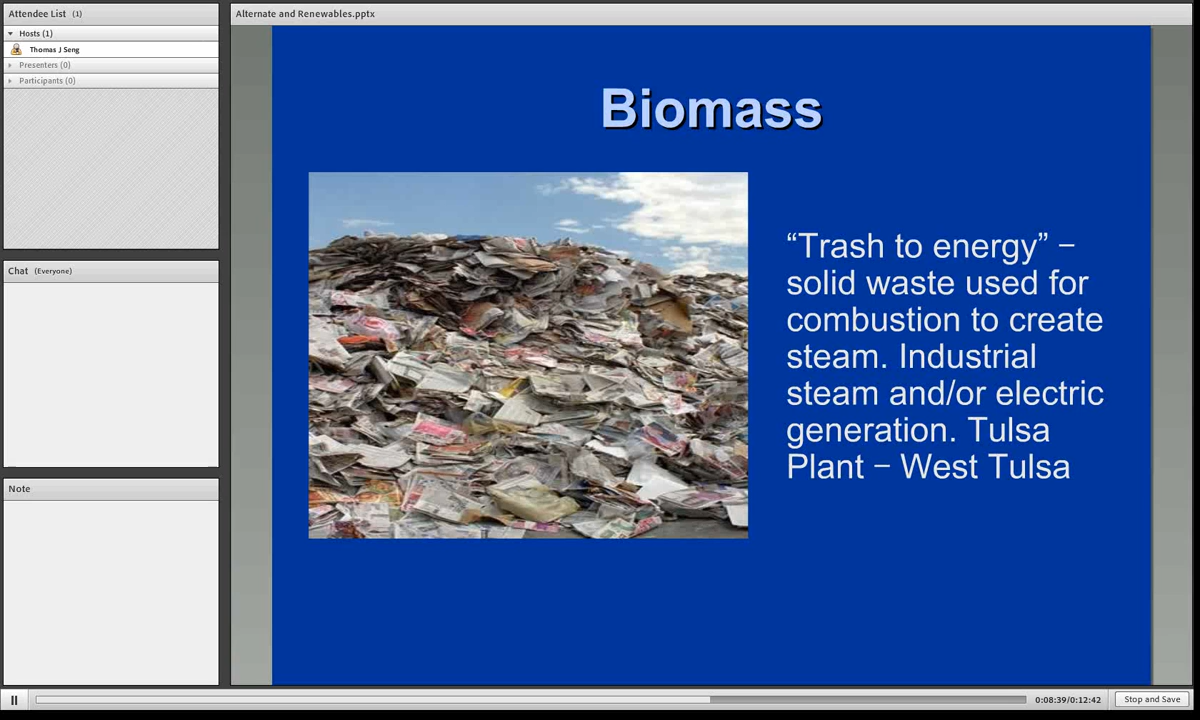 Attendee List (1)
Hosts (1)
Thomas J Seng
Presenters (0)
Participants (0)
Chat (Everyone)
Note
Alternate and Renewables.pptx
Biomass
“Trash to energy” –
solid waste used for
combustion to create
steam. Industrial
steam and/or electric
generation. Tulsa
Plant – West Tulsa
0:08:39/0:12:42
Stop and Save